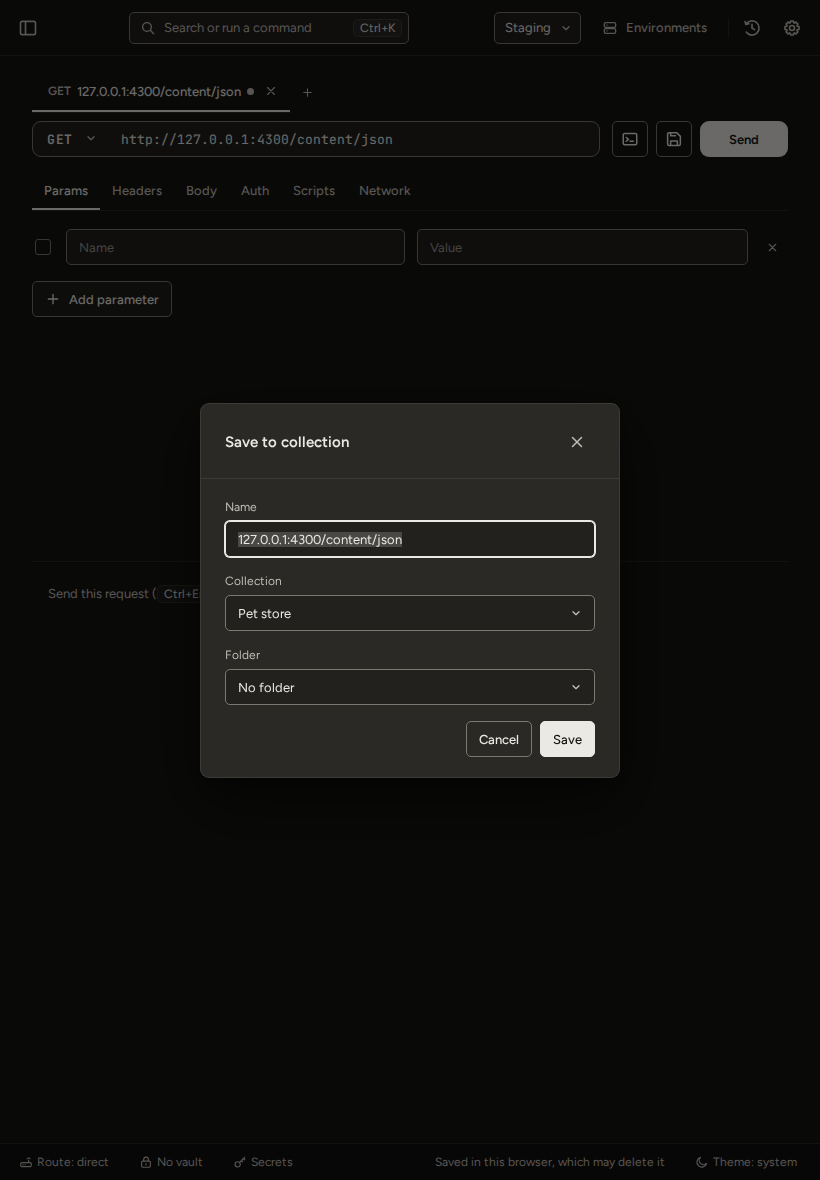 Search or run a command Ctrl+K Staging Environments
GET 127.0.0.1:4300/content/json
GET http://127.0.0.1:4300/content/json Send
Params Headers Body Auth Scripts Network
Name Value
Add parameter
Save to collection
Name
127.0.0.1:4300/content/json
Collection
Send this request (Ctrl+E
Pet store
Folder
No folder
Cancel Save
Route: direct No vault Secrets Saved in this browser, which may delete it Theme: system